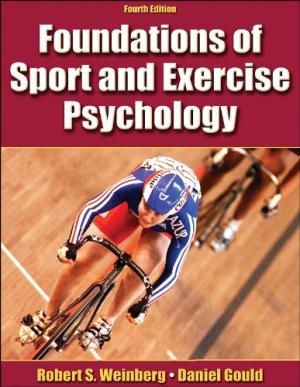 Fourth Edition
Foundations of
Sport and Exercise
Psychology
Robert S. Weinberg • Daniel Gould